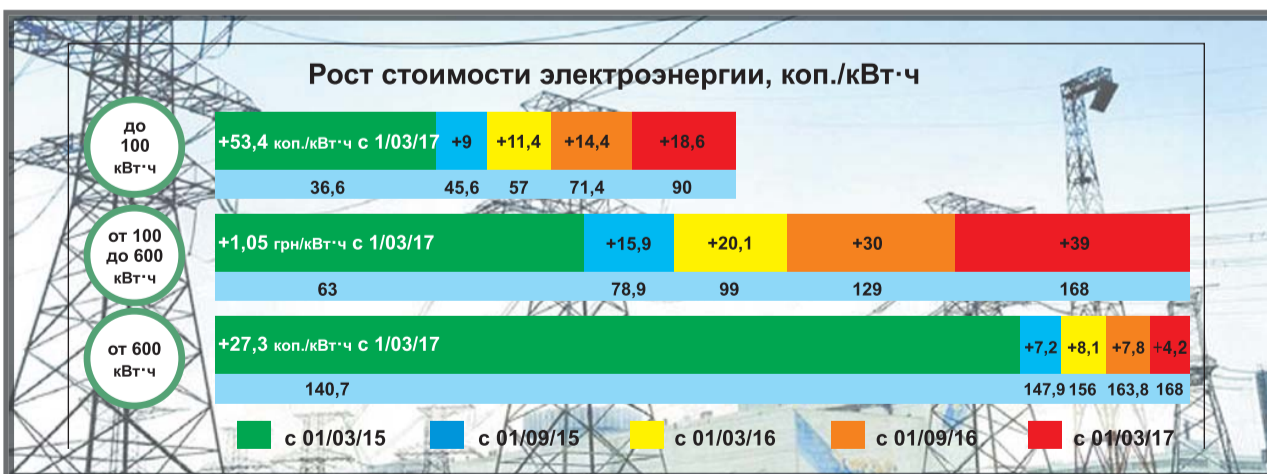 Рост стоимости электроэнергии, коп./кВт·ч
до
100
кВт·ч
+53,4 коп./кВт·ч с 1/03/17 +9 +11,4 +14,4 +18,6
36,6 45,6 57 71,4 90
от 100
до 600
кВт·ч
+1,05 грн/кВт·ч с 1/03/17 +15,9 +20,1 +30 +39
63 78,9 99 129 168
от 600
кВт·ч
+27,3 коп./кВт·ч с 1/03/17 +7,2 +8,1 +7,8 +4,2
140,7 147,9 156 163,8 168
с 01/03/15 с 01/09/15 с 01/03/16 с 01/09/16 с 01/03/17